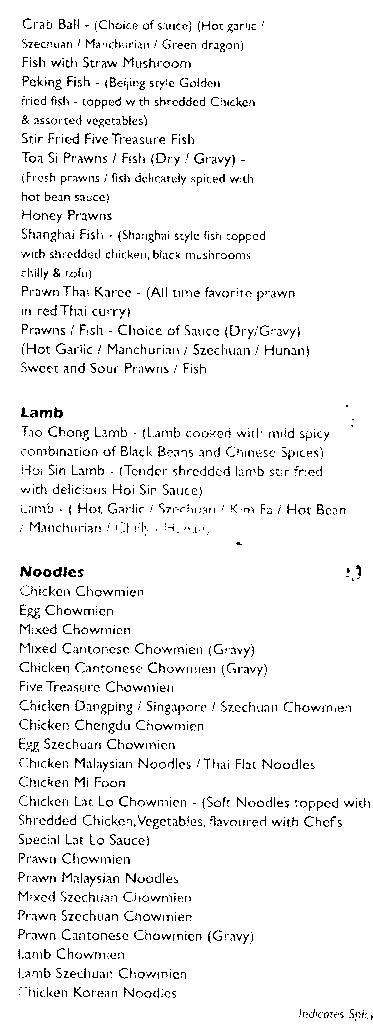 Crab Ball - (Choice of sauce) (Hot garlic /
Szechuan / Manchurian / Green dragon)
Fish with Straw Mushroom
Peking Fish - (Beijing style Golden
fried fish - topped with shredded Chicken
& assorted vegetables)
Stir Fried Five Treasure Fish
Toa Si Prawns / Fish (Dry / Gravy) -
(Fresh prawns / fish delicately spiced with
hot bean sauce)
Honey Prawns
Shanghai Fish - (Shanghai style fish topped
with shredded chicken, black mushrooms
chilly & tofu)
Prawn Thai Karee - (All time favorite prawn
in red Thai curry)
Prawns / Fish - Choice of Sauce (Dry/Gravy)
(Hot Garlic / Manchurian / Szechuan / Hunan)
Sweet and Sour Prawns / Fish
Lamb
Tao Chong Lamb - (Lamb cooked with mild spicy
combination of Black Beans and Chinese Spices)
Hoi Sin Lamb - (Tender shredded lamb stir fried
with delicious Hoi Sin Sauce)
Lamb - ( Hot Garlic / Szechuan / / Hot Bean
/ Manchurian /
Noodles
Chicken Chowmien
Egg Chowmien
Mixed Chowmien
Mixed Cantonese Chowmien (Gravy)
Chicken Cantonese Chowmien (Gravy)
Five Treasure Chowmien
Chicken Dangping / Singapore / Szechuan Chowmien
Chicken Chengdu Chowmien
Egg Szechuan Chowmien
Chicken Malaysian Noodles / Thai Flat Noodles
Chicken Mi Foon
Chicken Lat Lo Chowmien - (Soft Noodles topped with
Shredded Chicken, Vegetables, flavoured with Chef's
Special Lat Lo Sauce)
Prawn Chowmien
Prawn Malaysian Noodles
Mixed Szechuan Chowmien
Prawn Szechuan Chowmien
Prawn Cantonese Chowmien (Gravy)
Lamb Chowmien
Lamb Szechuan Chowmien
Chicken Korean Noodles
Indicates Spicy